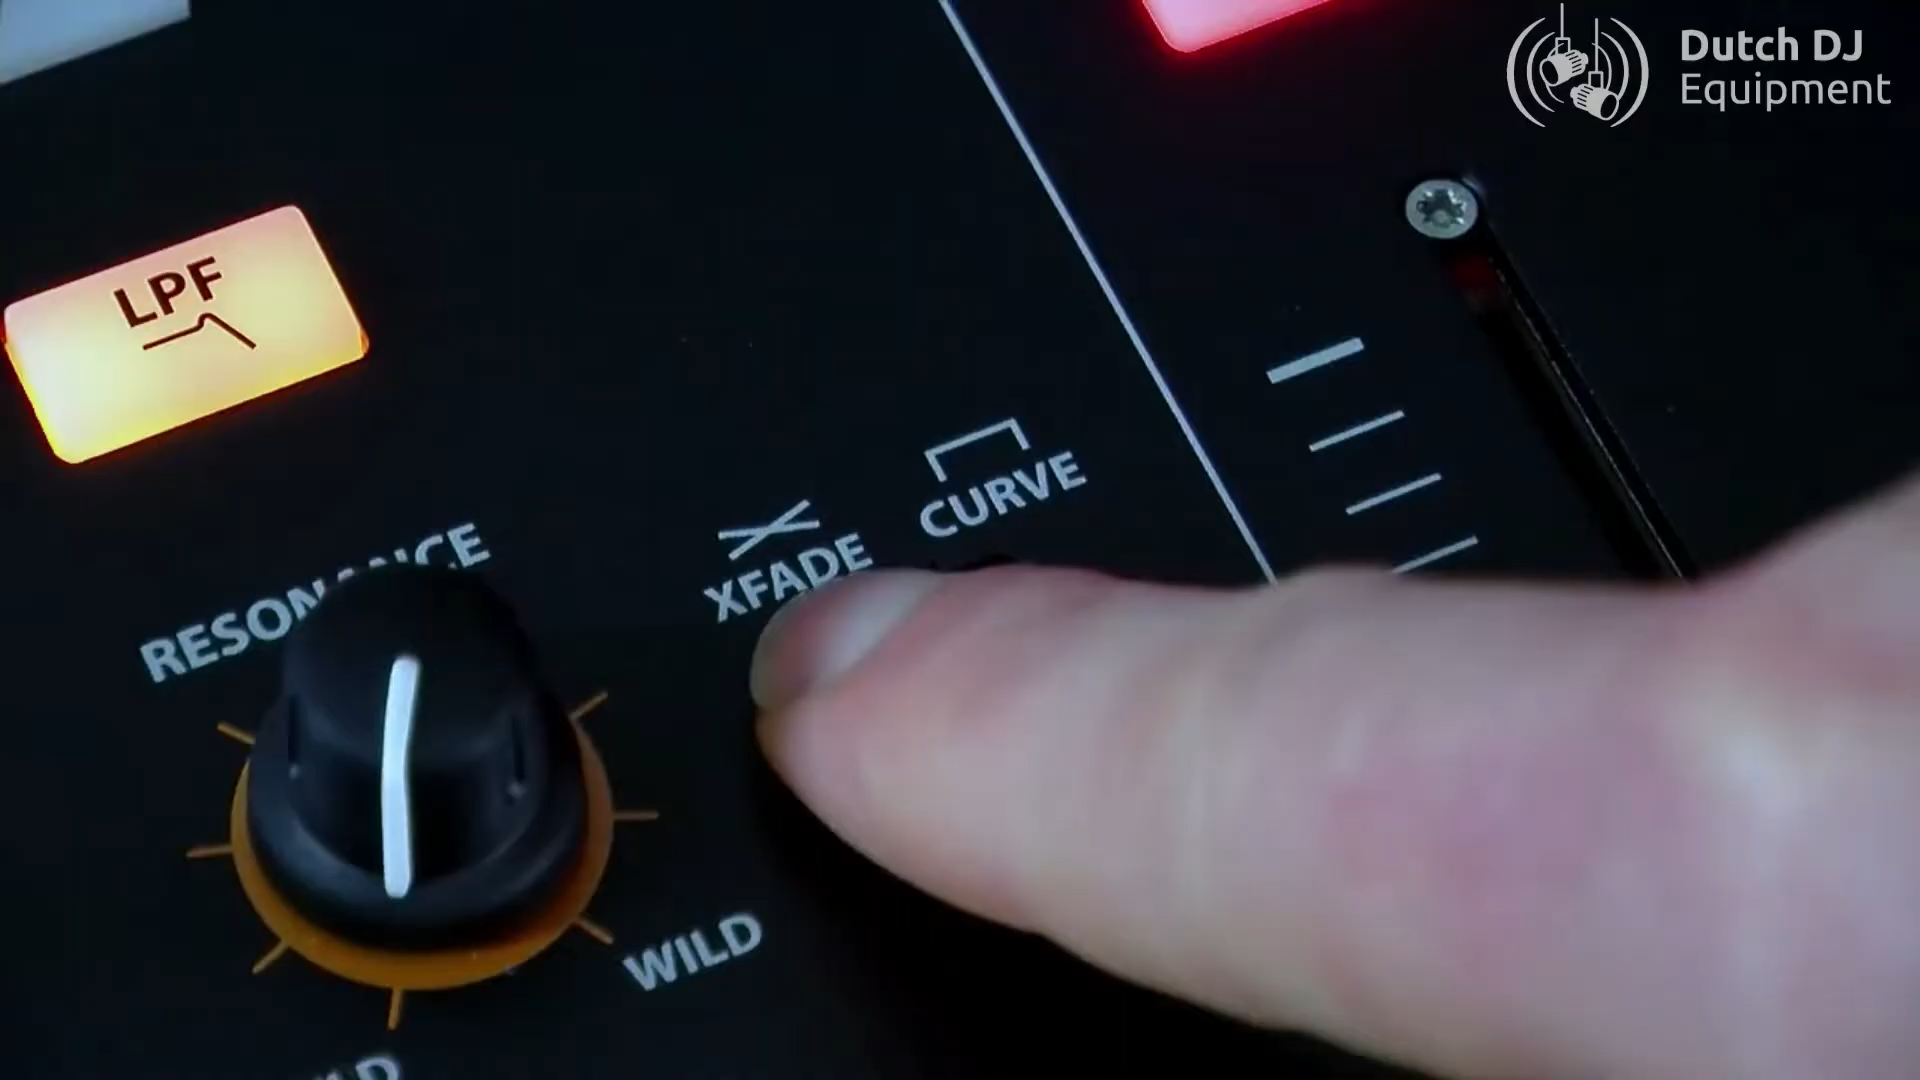 Dutch DJ
Equipment
LPF
CURVE
XFADE
RESONANCE
WILD